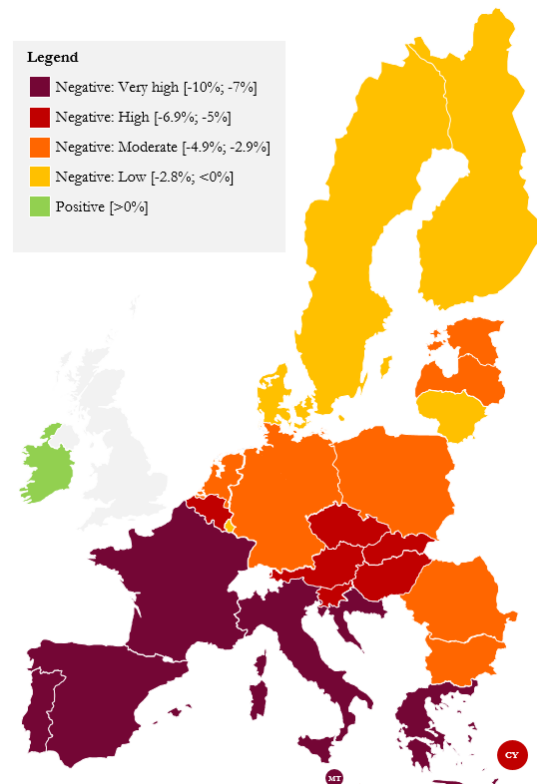 Legend
Negative: Very high [-10%; -7%]
Negative: High [-6.9%; -5%]
Negative: Moderate [-4.9%; -2.9%]
Negative: Low [-2.8%; <0%]
Positive [>0%]
CY
MT